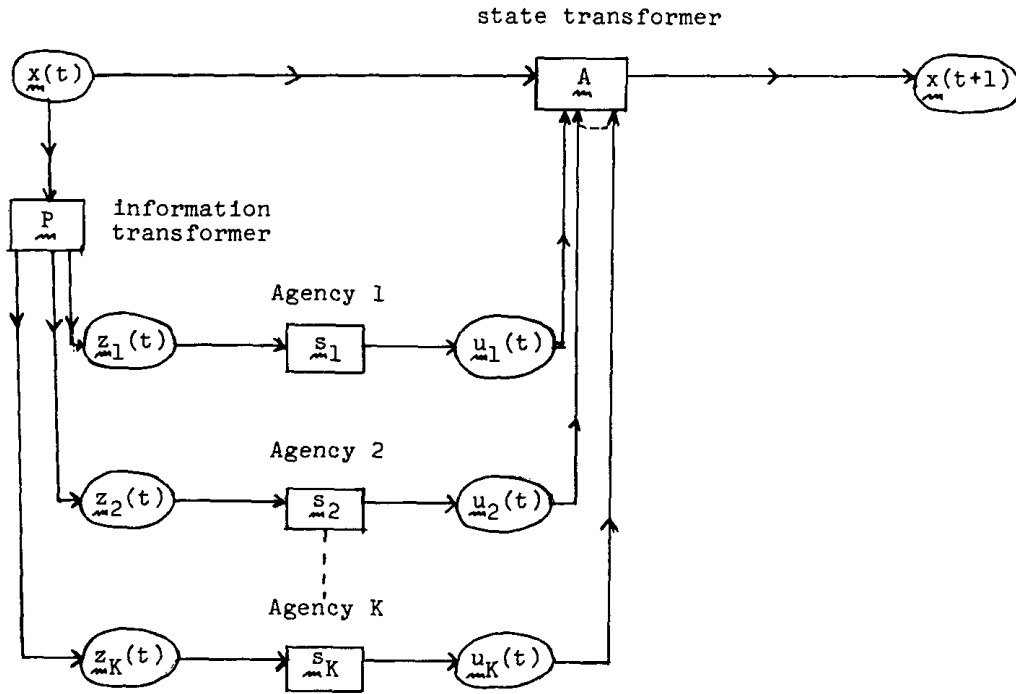 state transformer
x(t)
A
x(t+1)
P
information
transformer
Agency 1
z1(t)
s1
u1(t)
Agency 2
z2(t)
s2
u2(t)
Agency K
zK(t)
sK
uK(t)